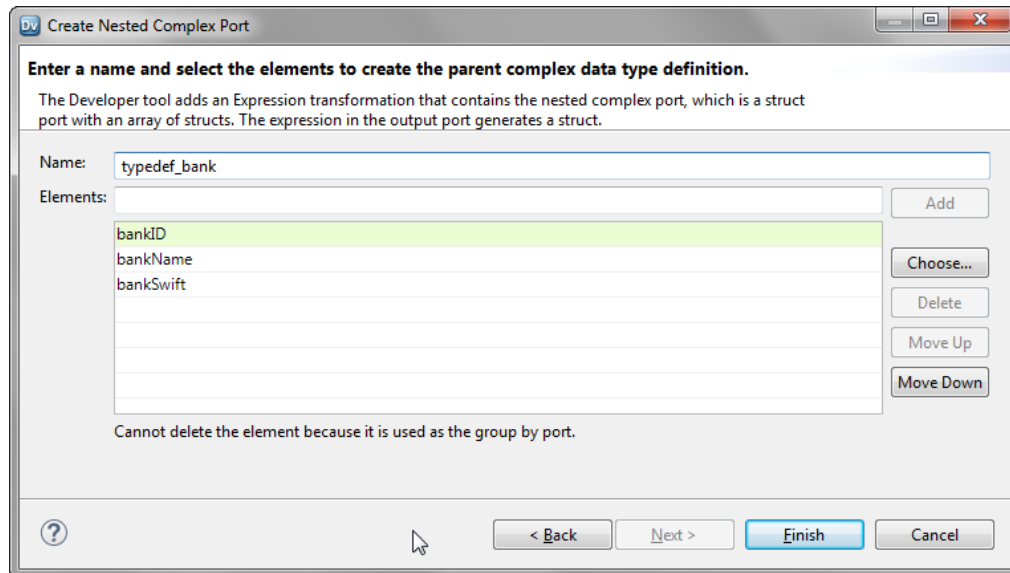 Dv Create Nested Complex Port
Enter a name and select the elements to create the parent complex data type definition.
The Developer tool adds an Expression transformation that contains the nested complex port, which is a struct
port with an array of structs. The expression in the output port generates a struct.
Name: typedef_bank
Elements: Add
bankID
bankName
bankSwift
Choose...
Delete
Move Up
Move Down
Cannot delete the element because it is used as the group by port.
? < Back Next > Finish Cancel